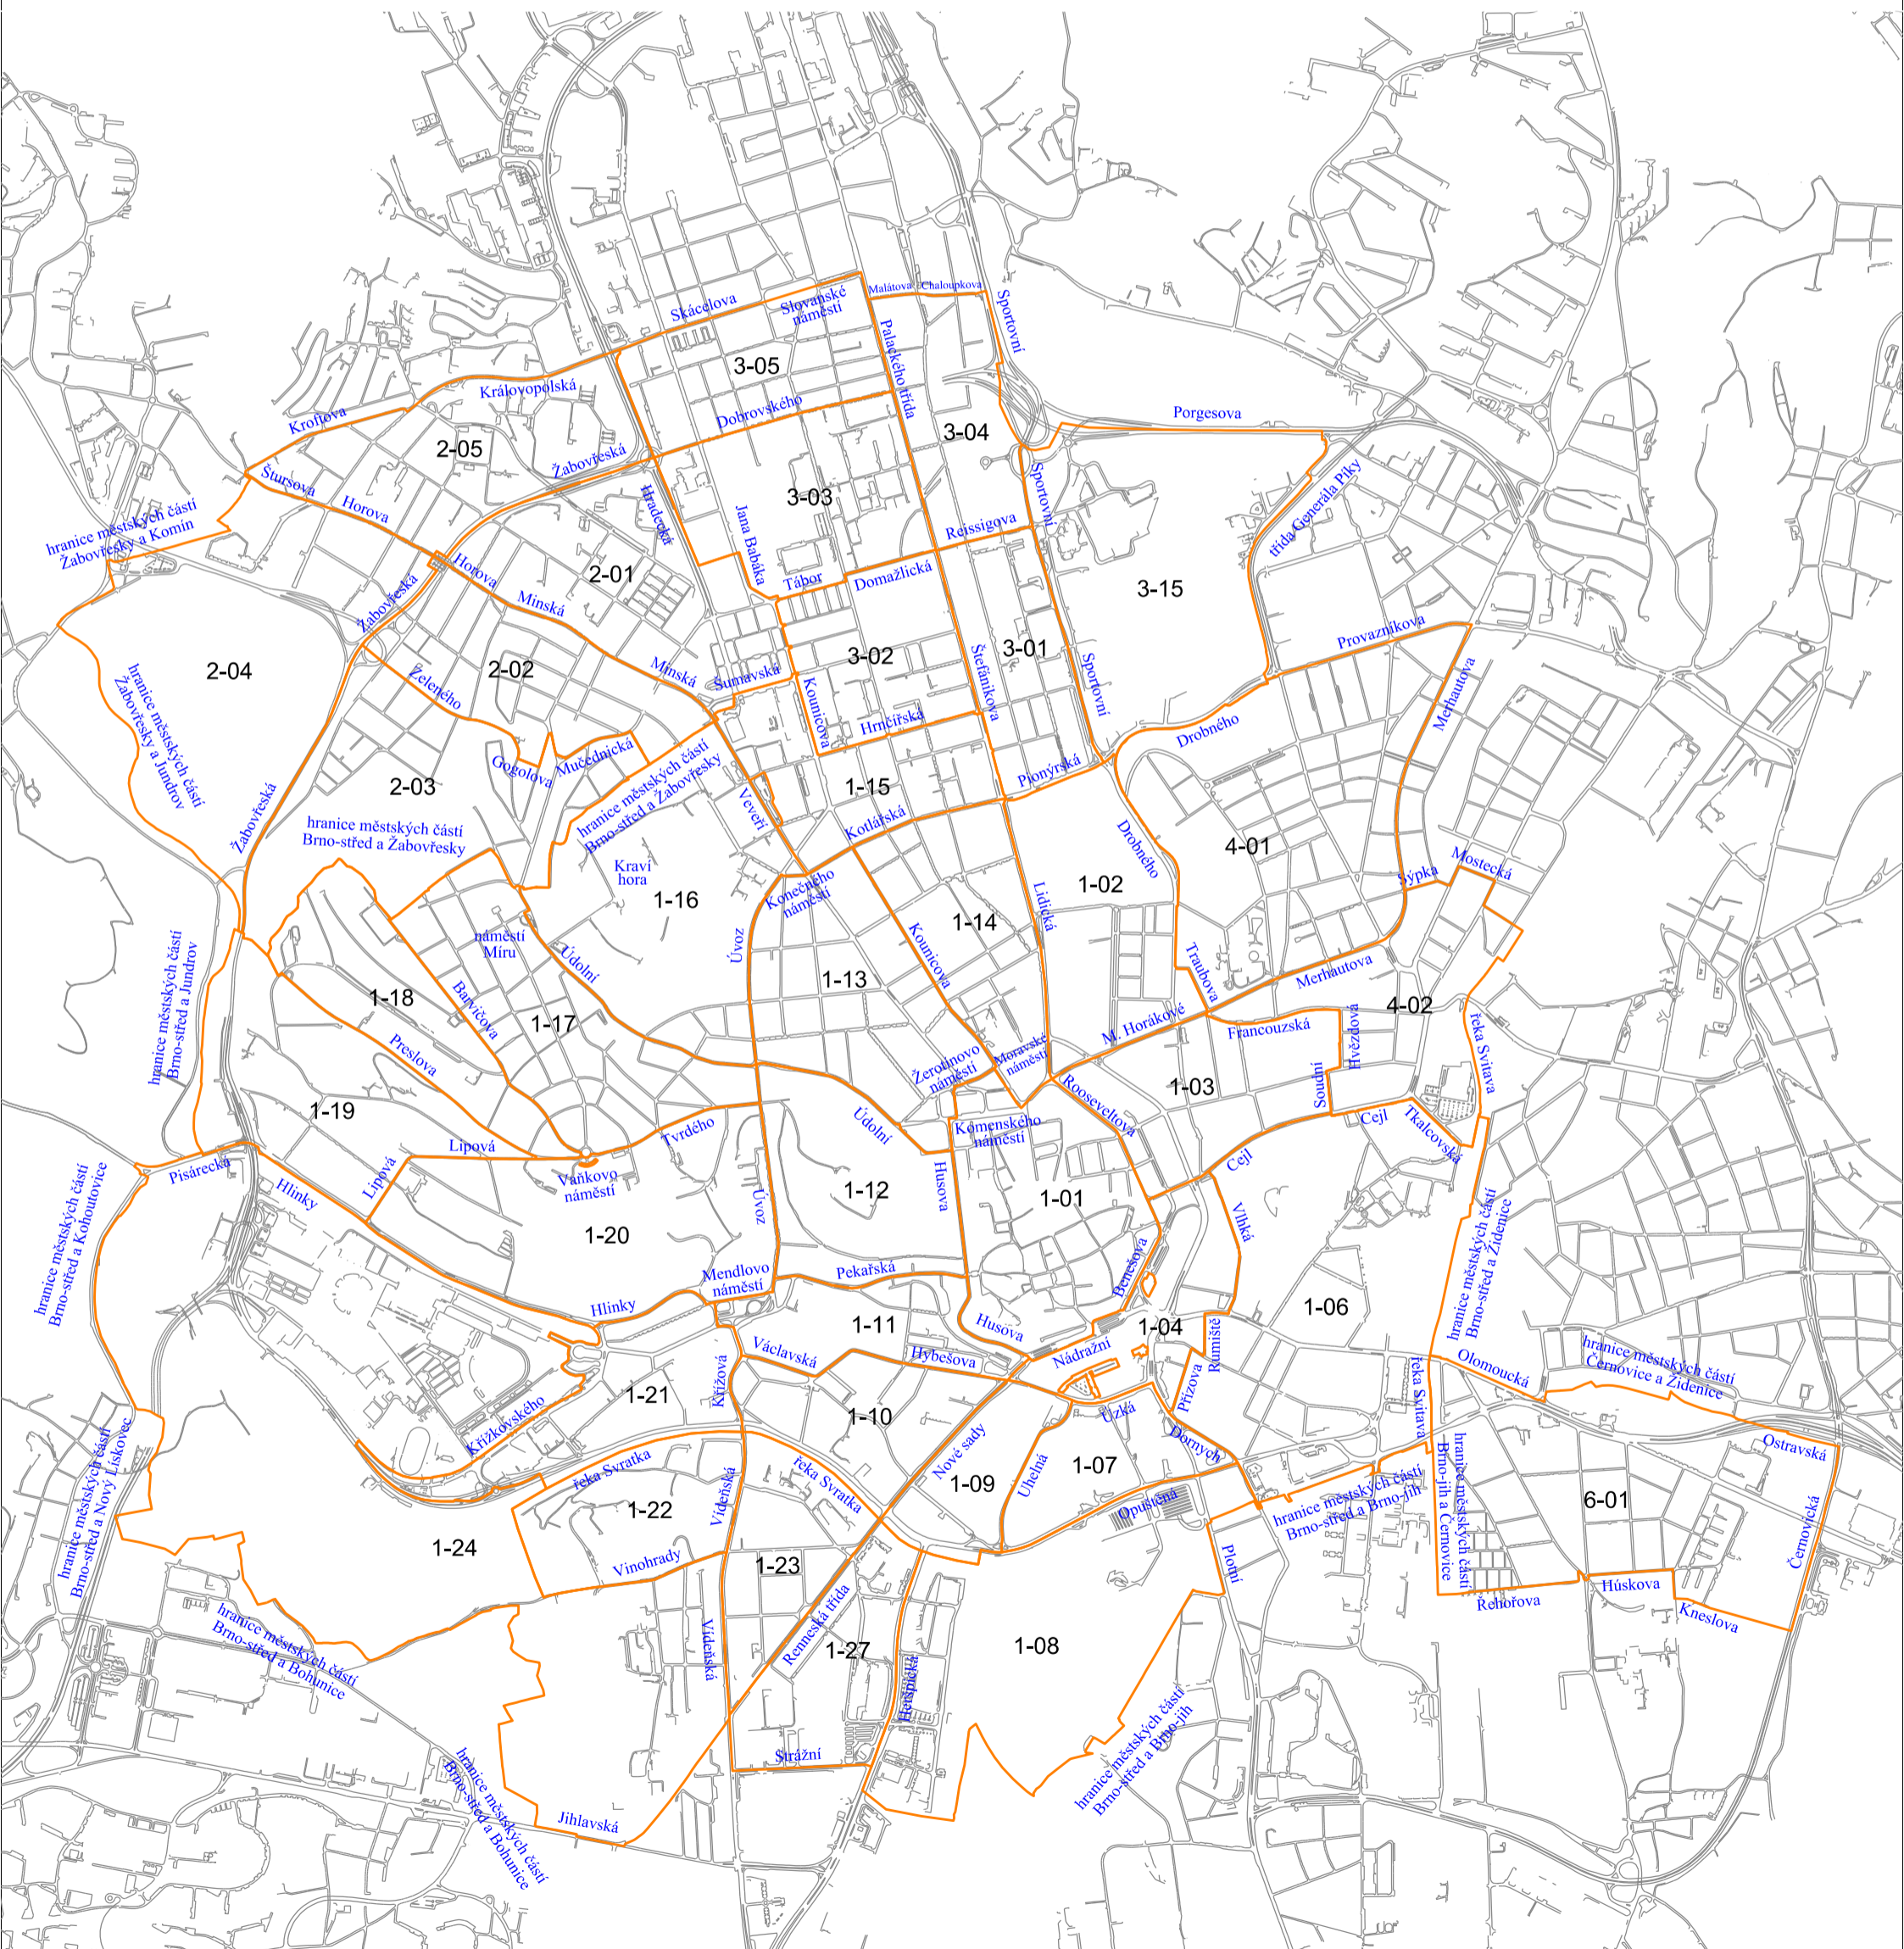 Skácelova
Slovanské
náměstí
Malátova
Chaloupkova
Sportovní
Palackého třída
3-05
Královopolská
Dobrovského
Kroftova
3-04
Porgesova
2-05
Žabovřeská
Štursova
Horova
Hradecká
3-03
Sportovní
třída Generála Píky
hranice městských částí
Žabovřesky a Komín
Jana Babáka
Reissigova
Horova
2-01
Tábor
Domažlická
Žabovřeská
Minská
3-15
Provazníkova
2-04
2-02
3-02
3-01
Štefánikova
Minská
Šumavská
Sportovní
Merhautova
hranice městských částí
Žabovřesky a Jundrov
Zeleného
Kounicova
Hrnčířská
Drobného
Gogolova
Mučednická
2-03
hranice městských částí
Brno-střed a Žabovřesky
Pionýrská
1-15
Veveří
Žabovřeská
hranice městských částí
Brno-střed a Žabovřesky
Kotlářská
Drobného
4-01
Kraví
hora
1-16
Konečného
náměstí
1-02
Sýpka
Mostecká
Lidická
1-14
náměstí
Míru
Úvoz
Údolní
Kounicova
1-13
Traubova
Merhautova
hranice městských částí
Brno-střed a Jundrov
1-18
Barvičova
1-17
4-02
řeka Svitava
M. Horákové
Francouzská
Hvězdova
Preslova
Žerotínovo
náměstí
Moravské
náměstí
1-03
Soudní
1-19
Rooseveltova
Údolní
Komenského
náměstí
Cejl
Tkalcovská
Tvrdého
Lipová
Lipová
Vaňkovo
náměstí
Pisárecká
Hlinky
Husova
Cejl
hranice městských částí
Brno-střed a Kohoutovice
1-12
1-01
Úvoz
Vlhká
hranice městských částí
Brno-střed a Židenice
1-20
Mendlovo
náměstí
Pekařská
Benešova
Hlinky
1-11
Husova
1-04
1-06
Nádražní
Rumiště
Václavská
Hybešova
Olomoucká
hranice městských částí
Černovice a Židenice
řeka Svitava
Křížová
1-21
Přízova
Křížkovského
1-10
Úzká
Dornych
Ostravská
hranice městských částí
Brno-střed a Nový Lískovec
řeka Svratka
řeka Svratka
Nové sady
1-09
Uhelná
1-07
hranice městských částí
Brno-jih a Černovice
1-22
Vídeňská
Opuštěná
hranice městských částí
Brno-střed a Brno-jih
6-01
Černovická
1-24
Vinohrady
1-23
Plotní
Řehořova
Húskova
Kneslova
hranice městských částí
Brno-střed a Bohunice
Vídeňská
Renneská třída
1-27
1-08
Heršpická
Strážní
hranice městských částí
Brno-střed a Brno-jih
hranice městských částí
Brno-střed a Bohunice
Jihlavská